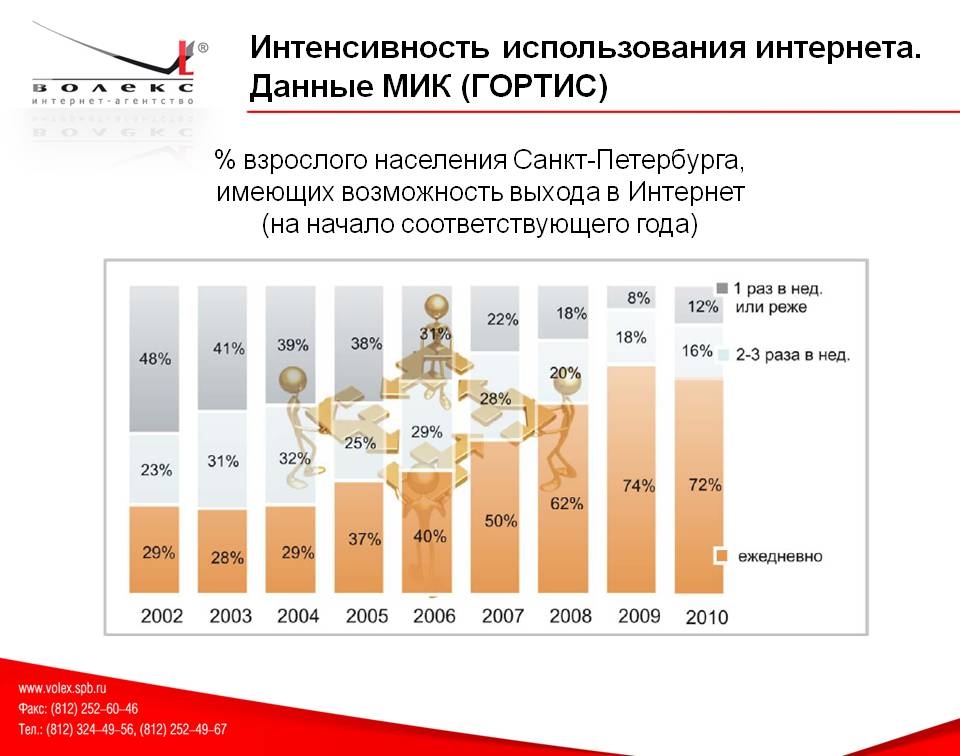 Интенсивность использования интернета.
Данные МИК (ГОРТИС)
L®
волекс
интернет-агентство
% взрослого населения Санкт-Петербурга,
имеющих возможность выхода в Интернет
(на начало соответствующего года)
48% 41% 39% 38% 31% 22% 18% 8% 12%
1 раз в нед.
или реже
23% 31% 32% 25% 29% 28% 20% 18% 16%
2-3 раза в нед.
29% 28% 29% 37% 40% 50% 62% 74% 72%
ежедневно
2002 2003 2004 2005 2006 2007 2008 2009 2010
www.volex.spb.ru
Факс: (812) 252–60–46
Тел.: (812) 324–49–56, (812) 252–49–67